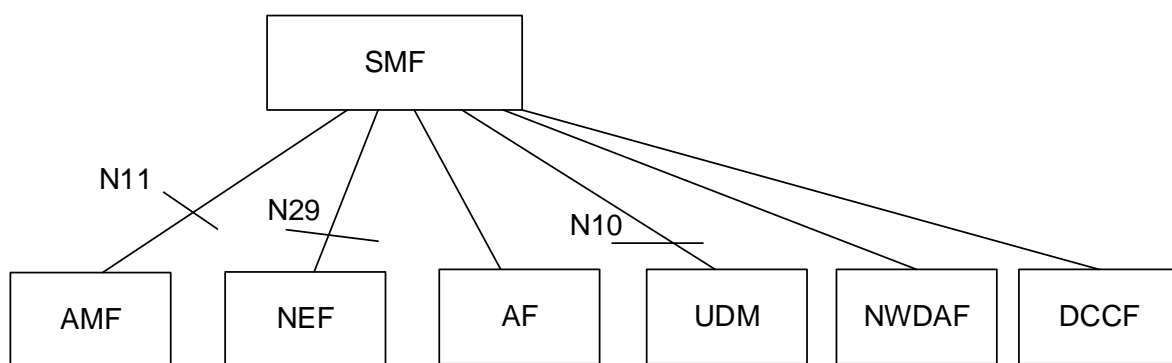 SMF
N11
N29
N10
AMF
NEF
AF
UDM
NWDAF
DCCF